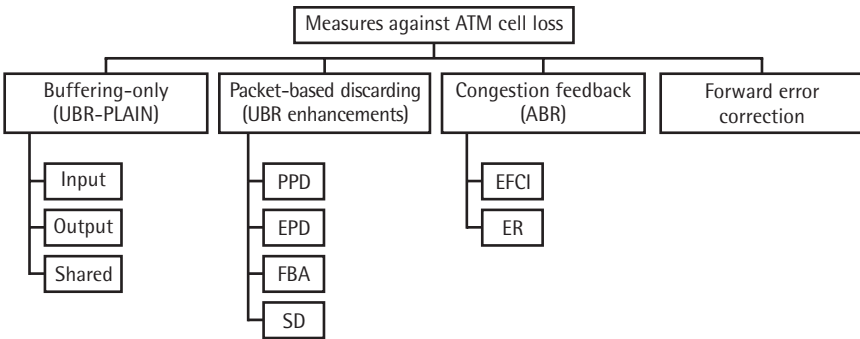 Measures against ATM cell loss
Buffering-only
(UBR-PLAIN)
Packet-based discarding
(UBR enhancements)
Congestion feedback
(ABR)
Forward error
correction
Input
Output
Shared
PPD
EPD
FBA
SD
EFCI
ER